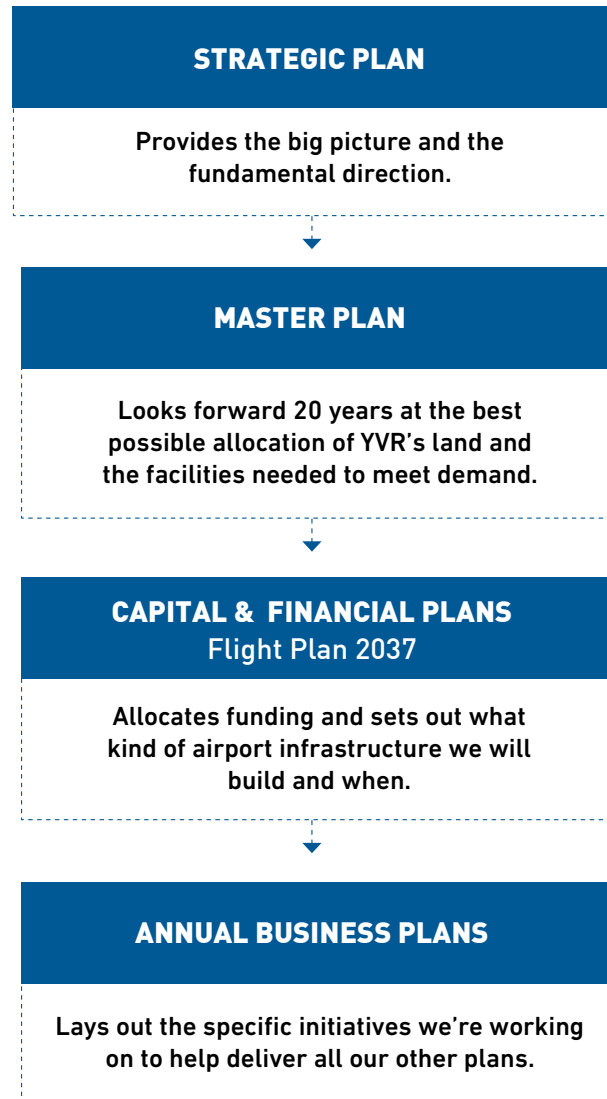 STRATEGIC PLAN
Provides the big picture and the
fundamental direction.
MASTER PLAN
Looks forward 20 years at the best
possible allocation of YVR’s land and
the facilities needed to meet demand.
CAPITAL & FINANCIAL PLANS
Flight Plan 2037
Allocates funding and sets out what
kind of airport infrastructure we will
build and when.
ANNUAL BUSINESS PLANS
Lays out the specific initiatives we’re working
on to help deliver all our other plans.